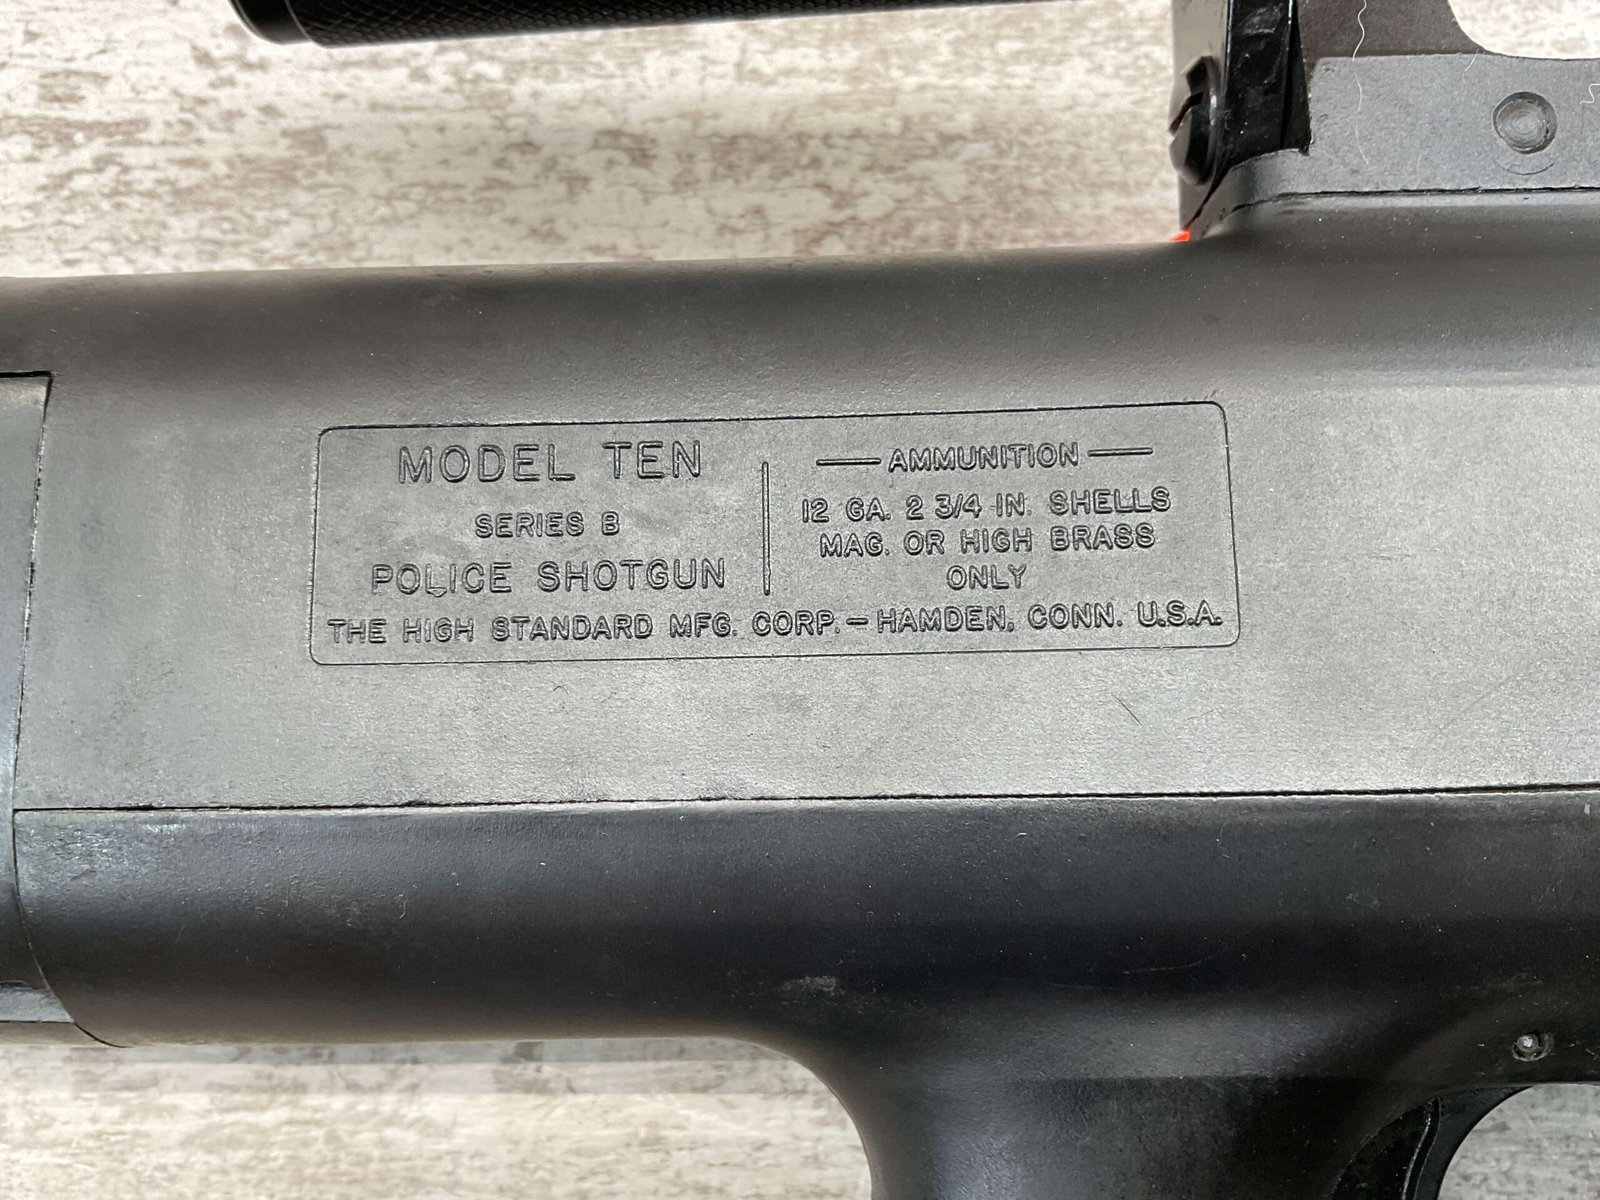 MODEL TEN
SERIES B
POLICE SHOTGUN
— AMMUNITION —
12 GA. 2 3/4 IN. SHELLS
MAG. OR HIGH BRASS
ONLY
THE HIGH STANDARD MFG. CORP. — HAMDEN, CONN. U.S.A.